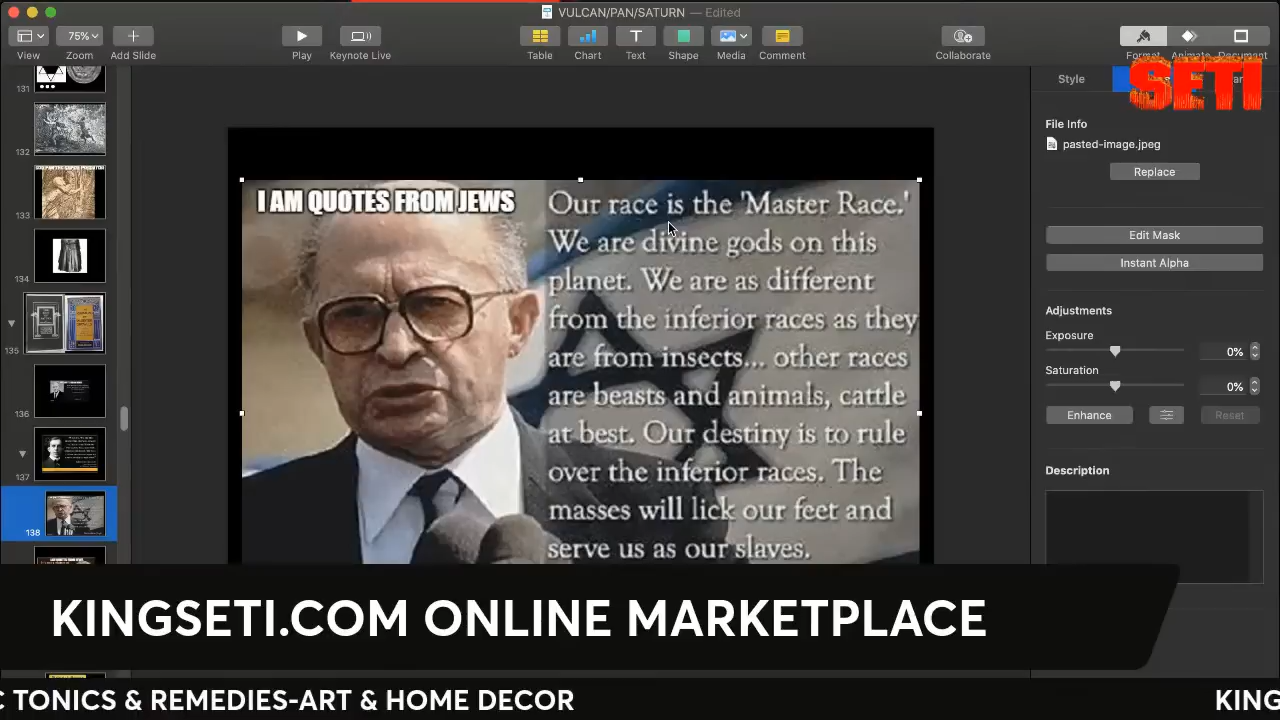 VULCAN/PAN/SATURN — Edited
75%
View
Zoom
Add Slide
Play
Keynote Live
Table
Chart
Text
Shape
Media
Comment
Collaborate
Format
Animate
Document
SETI
Style
File Info
pasted-image.jpeg
Replace
Edit Mask
Instant Alpha
Adjustments
Exposure
0%
Saturation
0%
Enhance
Reset
Description
131
132
133
134
135
136
137
138
I AM QUOTES FROM JEWS
Our race is the 'Master Race.'
We are divine gods on this
planet. We are as different
from the inferior races as they
are from insects... other races
are beasts and animals, cattle
at best. Our destiny is to rule
over the inferior races. The
masses will lick our feet and
serve us as our slaves.
KINGSETI.COM ONLINE MARKETPLACE
C TONICS & REMEDIES-ART & HOME DECOR
KING